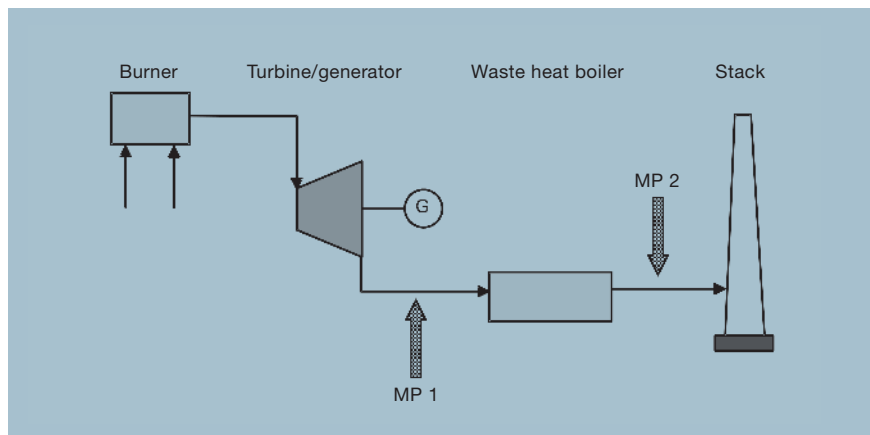 Burner
Turbine/generator
Waste heat boiler
Stack
MP 2
G
MP 1